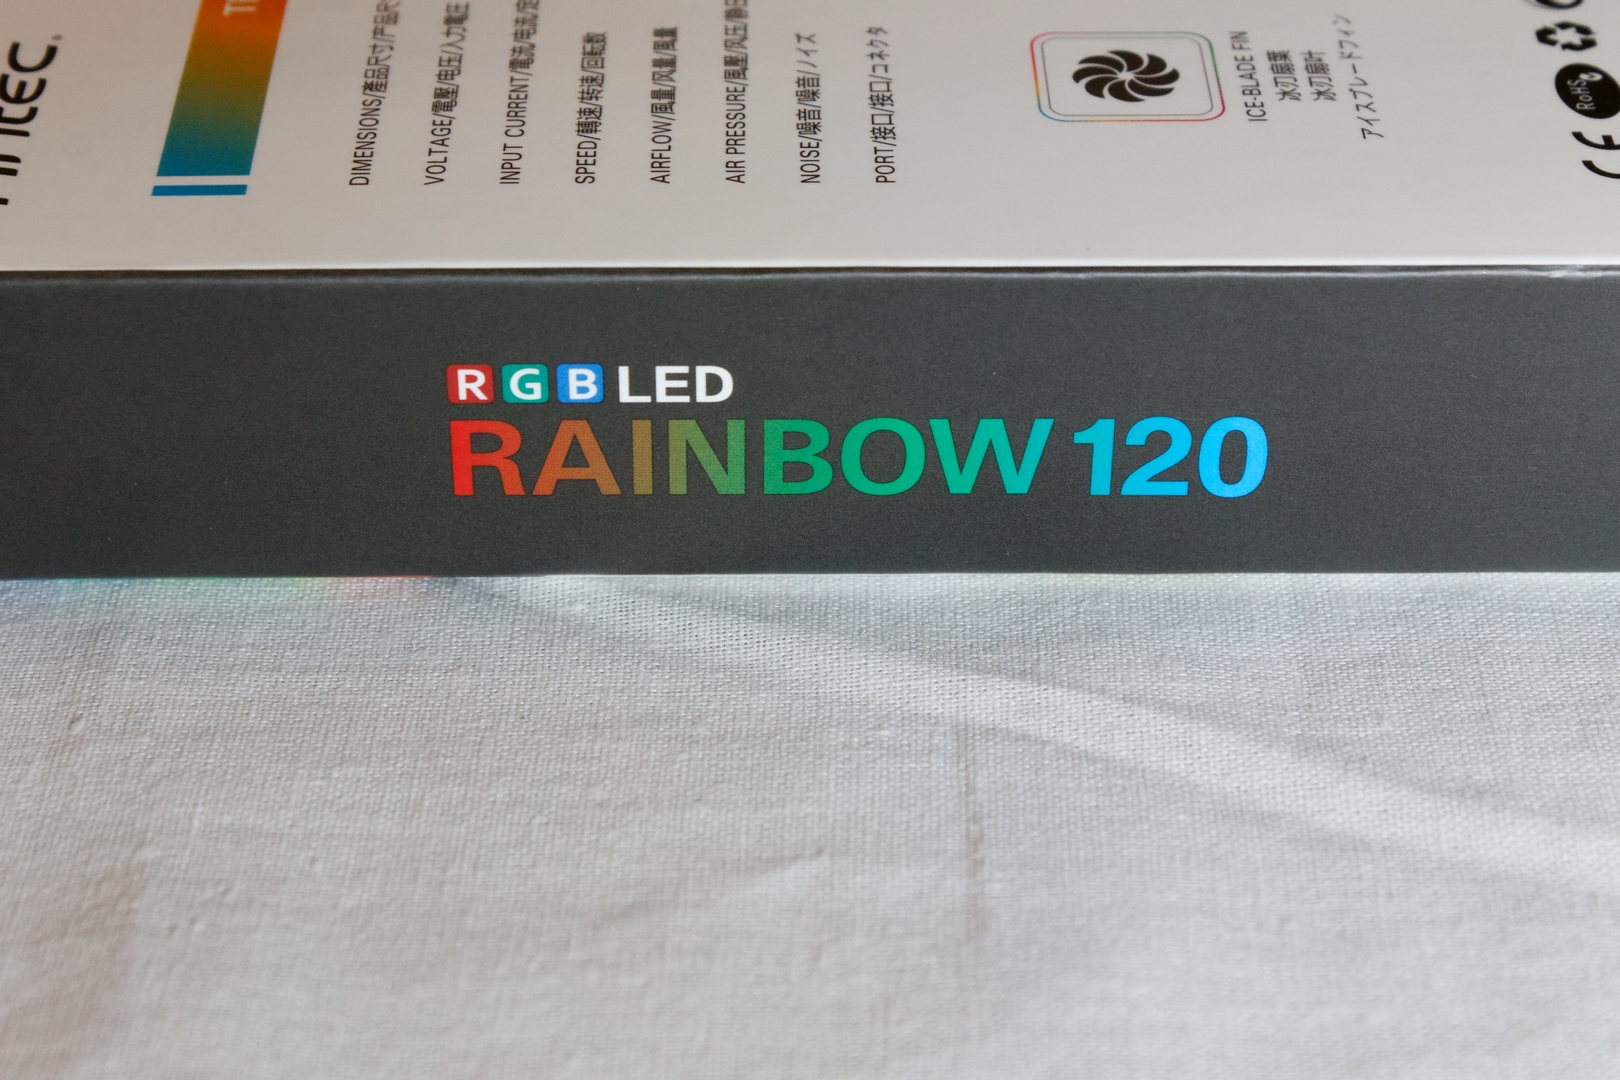 RGB LED
RAINBOW 120
DIMENSIONS/產品尺寸/产品尺
VOLTAGE/電壓/电压/入力電圧
INPUT CURRENT/電流/电流/定
SPEED/轉速/转速/回転数
AIRFLOW/風量/风量/風量
AIR PRESSURE/風壓/风压/静圧
NOISE/噪音/噪音/ノイズ
PORT/接口/接口/コネクタ
ICE-BLADE FIN
冰刃扇葉
冰刃扇叶
アイスブレードフィン
RoHS
CE